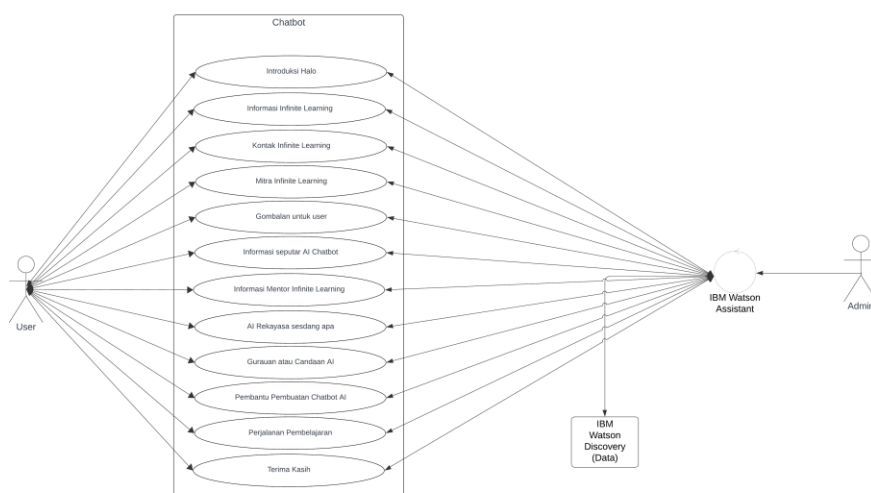 Chatbot
Introduksi Halo
Informasi Infinite Learning
Kontak Infinite Learning
Mitra Infinite Learning
Gombalan untuk user
Informasi seputar AI Chatbot
Informasi Mentor Infinite Learning
AI Rekayasa sesdang apa
Gurauan atau Candaan AI
Pembantu Pembuatan Chatbot AI
Perjalanan Pembelajaran
Terima Kasih
User
IBM Watson
Assistant
Admin
IBM
Watson
Discovery
(Data)